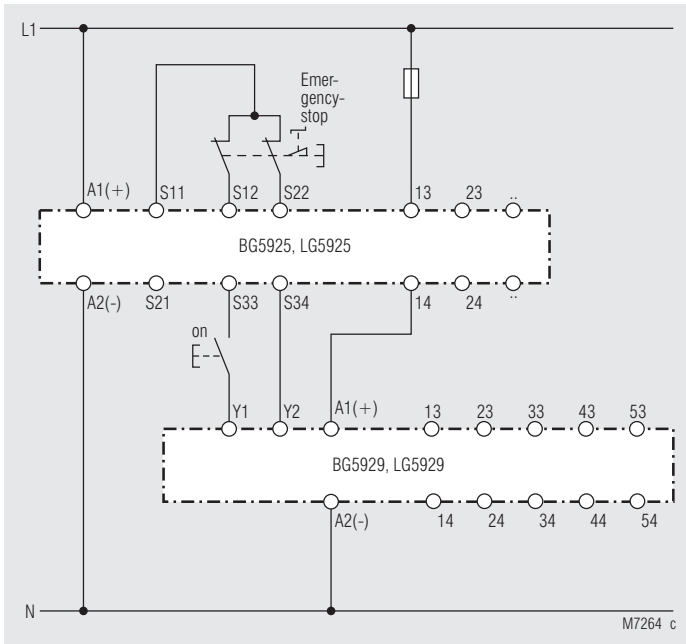 L1
Emer-
gency-
stop
A1(+) S11 S12 S22 13 23 ..
BG5925, LG5925
A2(-) S21 S33 S34 14 24 ..
on
Y1 Y2 A1(+) 13 23 33 43 53
BG5929, LG5929
A2(-) 14 24 34 44 54
N
M7264 c